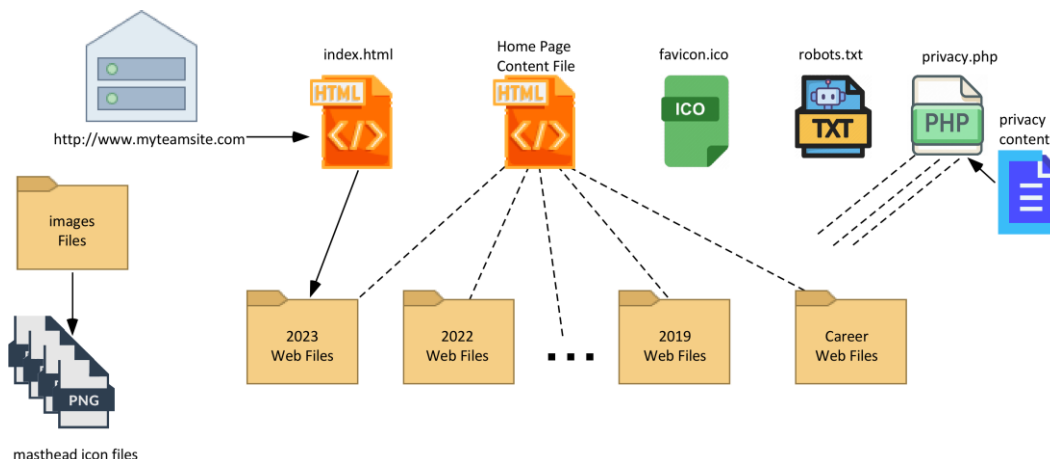 http://www.myteamsite.com
index.html
HTML
</>
Home Page
Content File
HTML
</>
favicon.ico
ICO
robots.txt
TXT
privacy.php
PHP
privacy
content
images
Files
PNG
masthead icon files
2023
Web Files
2022
Web Files
...
2019
Web Files
Career
Web Files